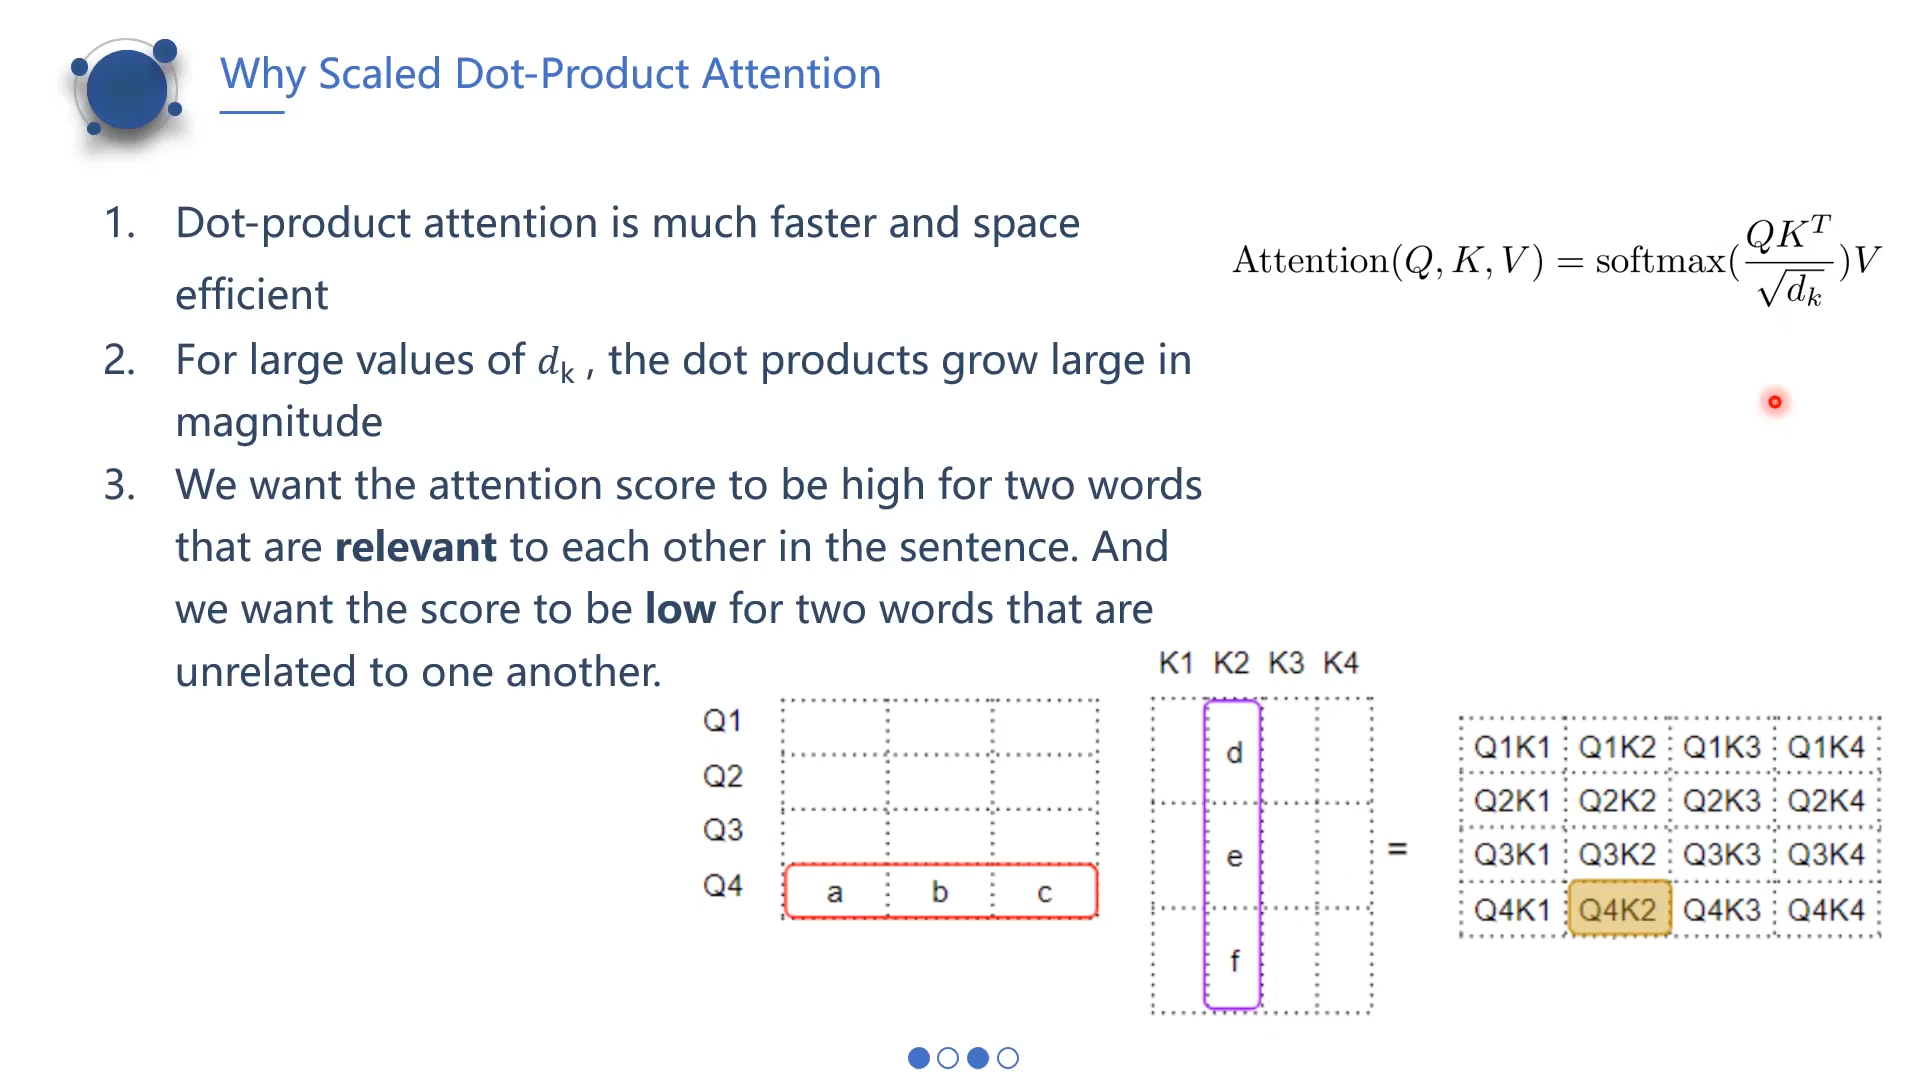 Why Scaled Dot-Product Attention
1. Dot-product attention is much faster and space
efficient
2. For large values of dk , the dot products grow large in
magnitude
3. We want the attention score to be high for two words
that are relevant to each other in the sentence. And
we want the score to be low for two words that are
unrelated to one another.
Attention(Q, K, V) = softmax(QK^T/√dk)V
Q1
Q2
Q3
Q4 a b c
K1 K2 K3 K4
d
e
f
=
Q1K1 Q1K2 Q1K3 Q1K4
Q2K1 Q2K2 Q2K3 Q2K4
Q3K1 Q3K2 Q3K3 Q3K4
Q4K1 Q4K2 Q4K3 Q4K4